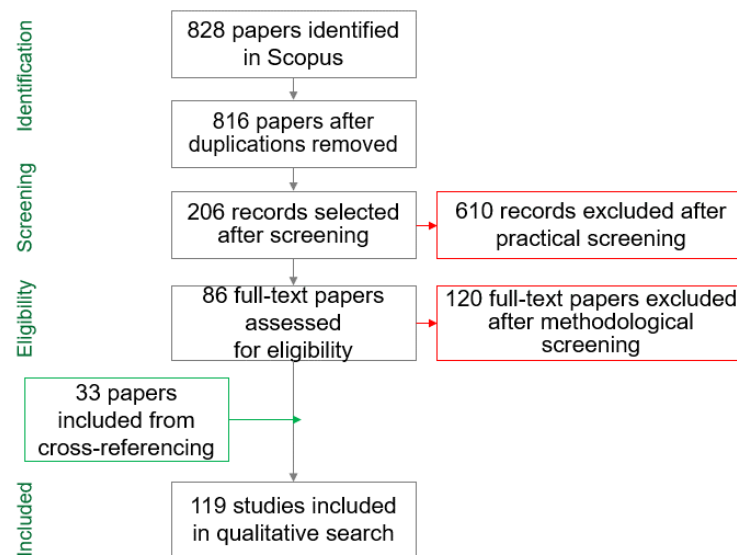 Identification
828 papers identified
in Scopus
816 papers after
duplications removed
Screening
206 records selected
after screening
610 records excluded after
practical screening
Eligibility
86 full-text papers
assessed
for eligibility
120 full-text papers excluded
after methodological
screening
33 papers
included from
cross-referencing
Included
119 studies included
in qualitative search